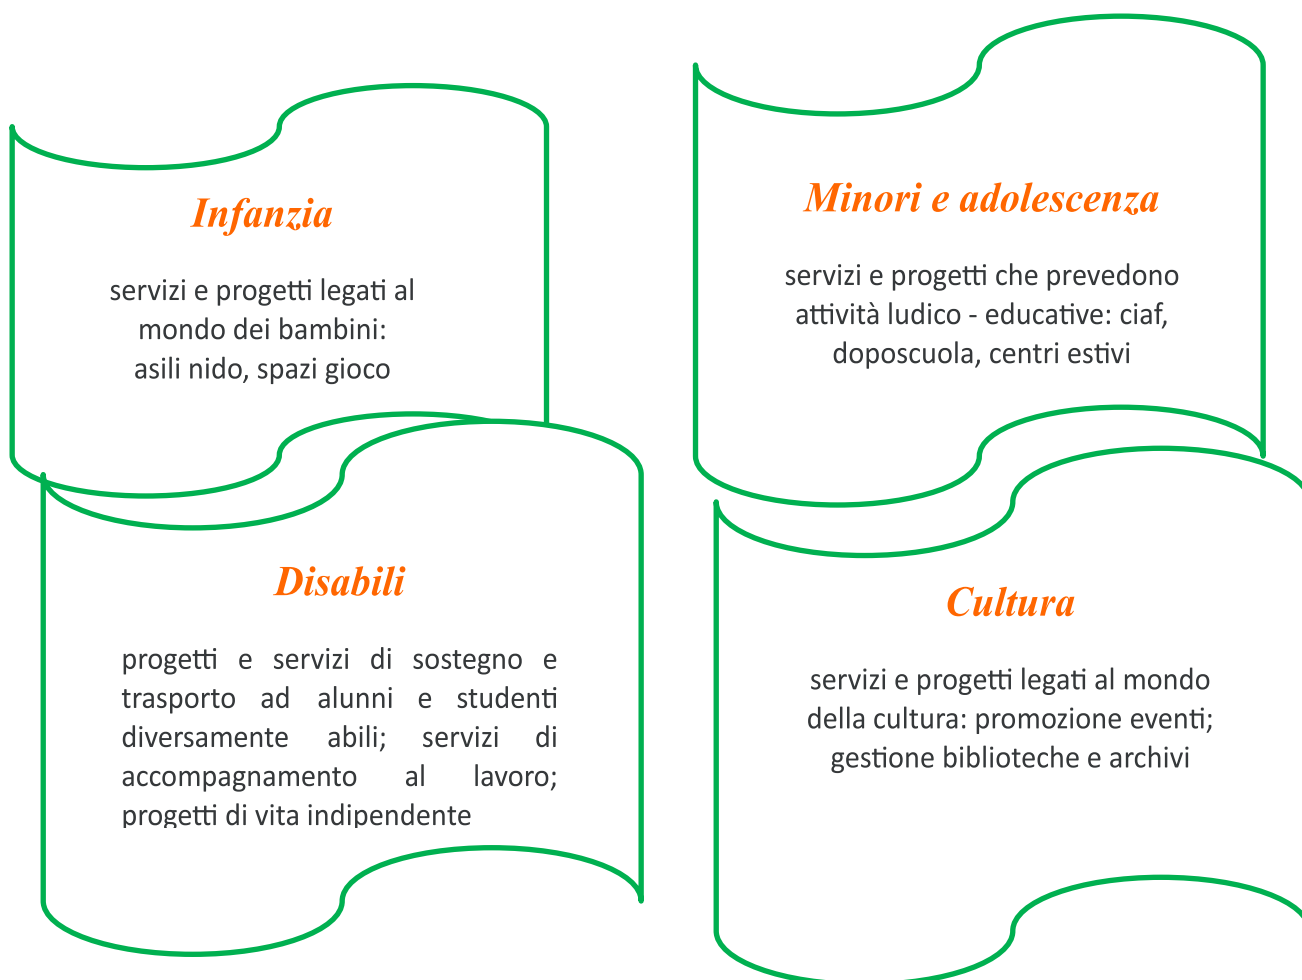 Infanzia
servizi e progetti legati al
mondo dei bambini:
asili nido, spazi gioco
Minori e adolescenza
servizi e progetti che prevedono
attività ludico - educative: ciaf,
doposcuola, centri estivi
Disabili
progetti e servizi di sostegno e
trasporto ad alunni e studenti
diversamente abili; servizi di
accompagnamento al lavoro;
progetti di vita indipendente
Cultura
servizi e progetti legati al mondo
della cultura: promozione eventi;
gestione biblioteche e archivi